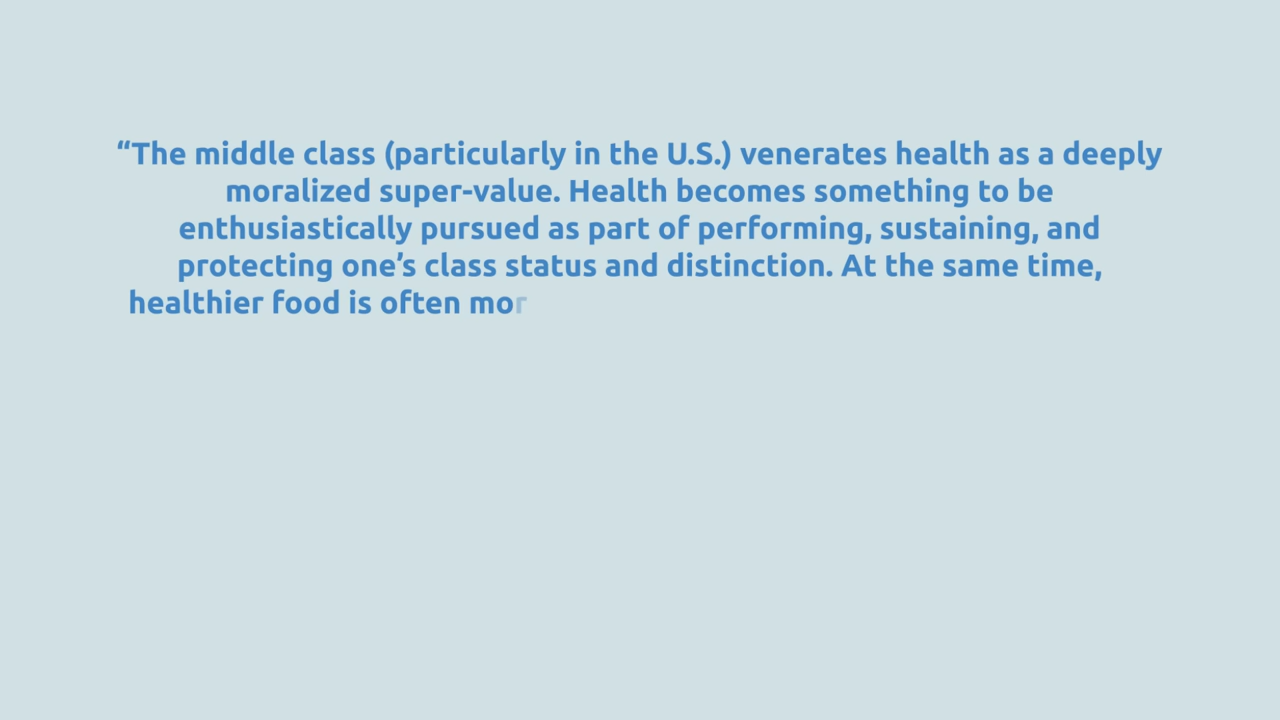 “The middle class (particularly in the U.S.) venerates health as a deeply
moralized super-value. Health becomes something to be
enthusiastically pursued as part of performing, sustaining, and
protecting one’s class status and distinction. At the same time,
healthier food is often mor